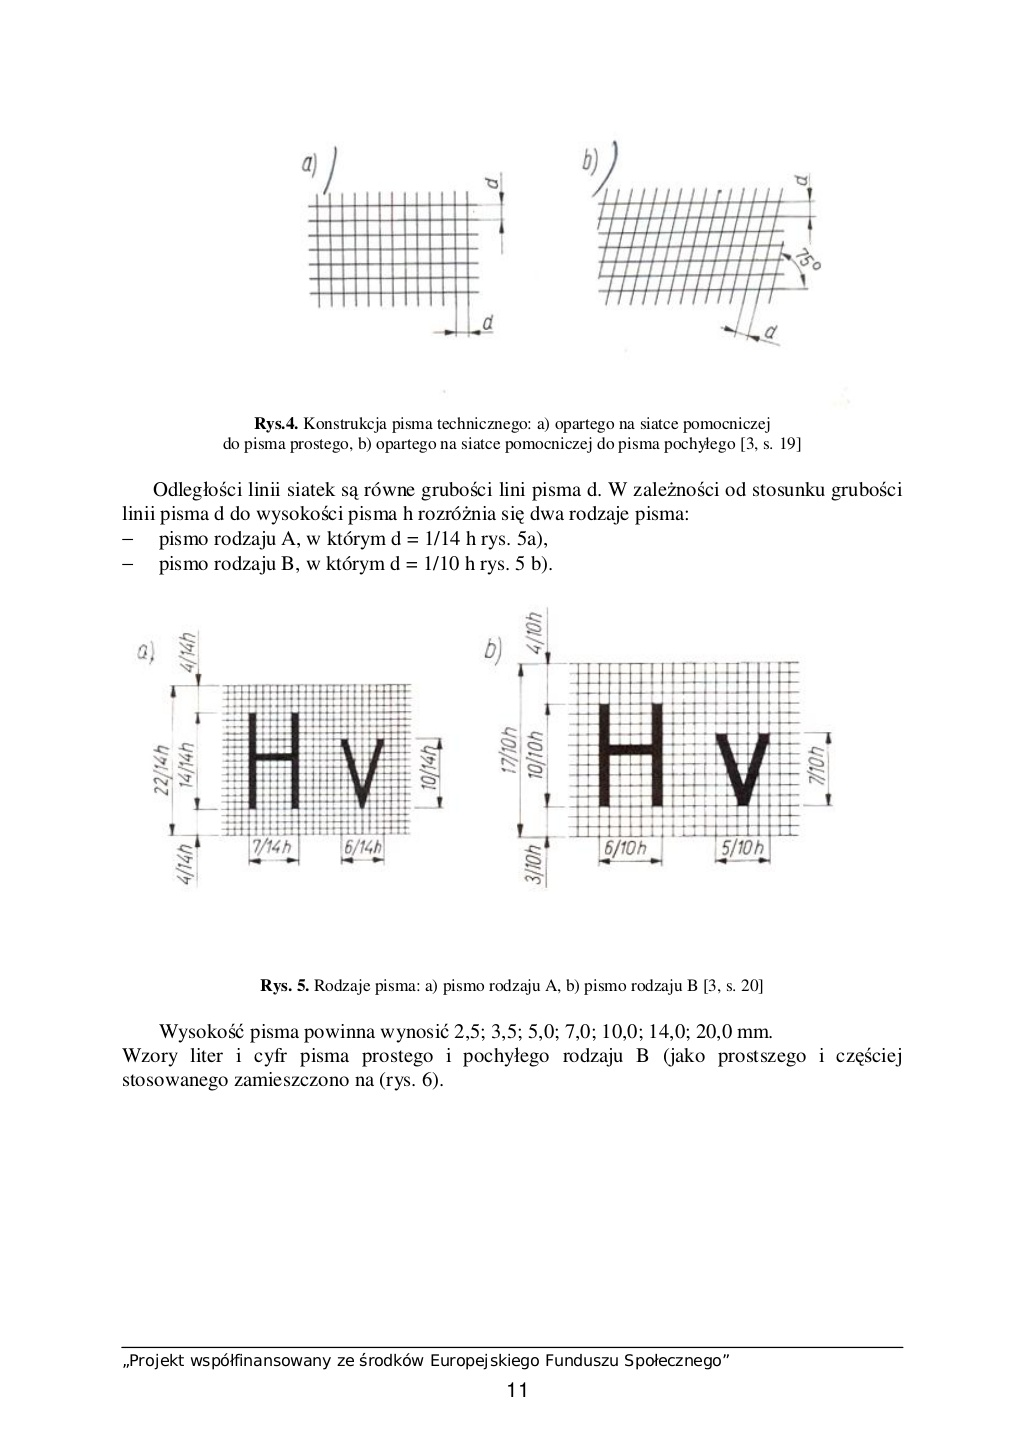 a)
d
d
b)
d
75°
d
Rys.4. Konstrukcja pisma technicznego: a) opartego na siatce pomocniczej
do pisma prostego, b) opartego na siatce pomocniczej do pisma pochyłego [3, s. 19]
Odległości linii siatek są równe grubości lini pisma d. W zależności od stosunku grubości
linii pisma d do wysokości pisma h rozróżnia się dwa rodzaje pisma:
– pismo rodzaju A, w którym d = 1/14 h rys. 5a),
– pismo rodzaju B, w którym d = 1/10 h rys. 5 b).
a)
4/14h
22/14h
14/14h
4/14h
H v
10/14h
7/14h
6/14h
b)
4/10h
17/10h
10/10h
3/10h
H v
7/10h
6/10h
5/10h
Rys. 5. Rodzaje pisma: a) pismo rodzaju A, b) pismo rodzaju B [3, s. 20]
Wysokość pisma powinna wynosić 2,5; 3,5; 5,0; 7,0; 10,0; 14,0; 20,0 mm.
Wzory liter i cyfr pisma prostego i pochyłego rodzaju B (jako prostszego i częściej
stosowanego zamieszczono na (rys. 6).
„Projekt współfinansowany ze środków Europejskiego Funduszu Społecznego”
11